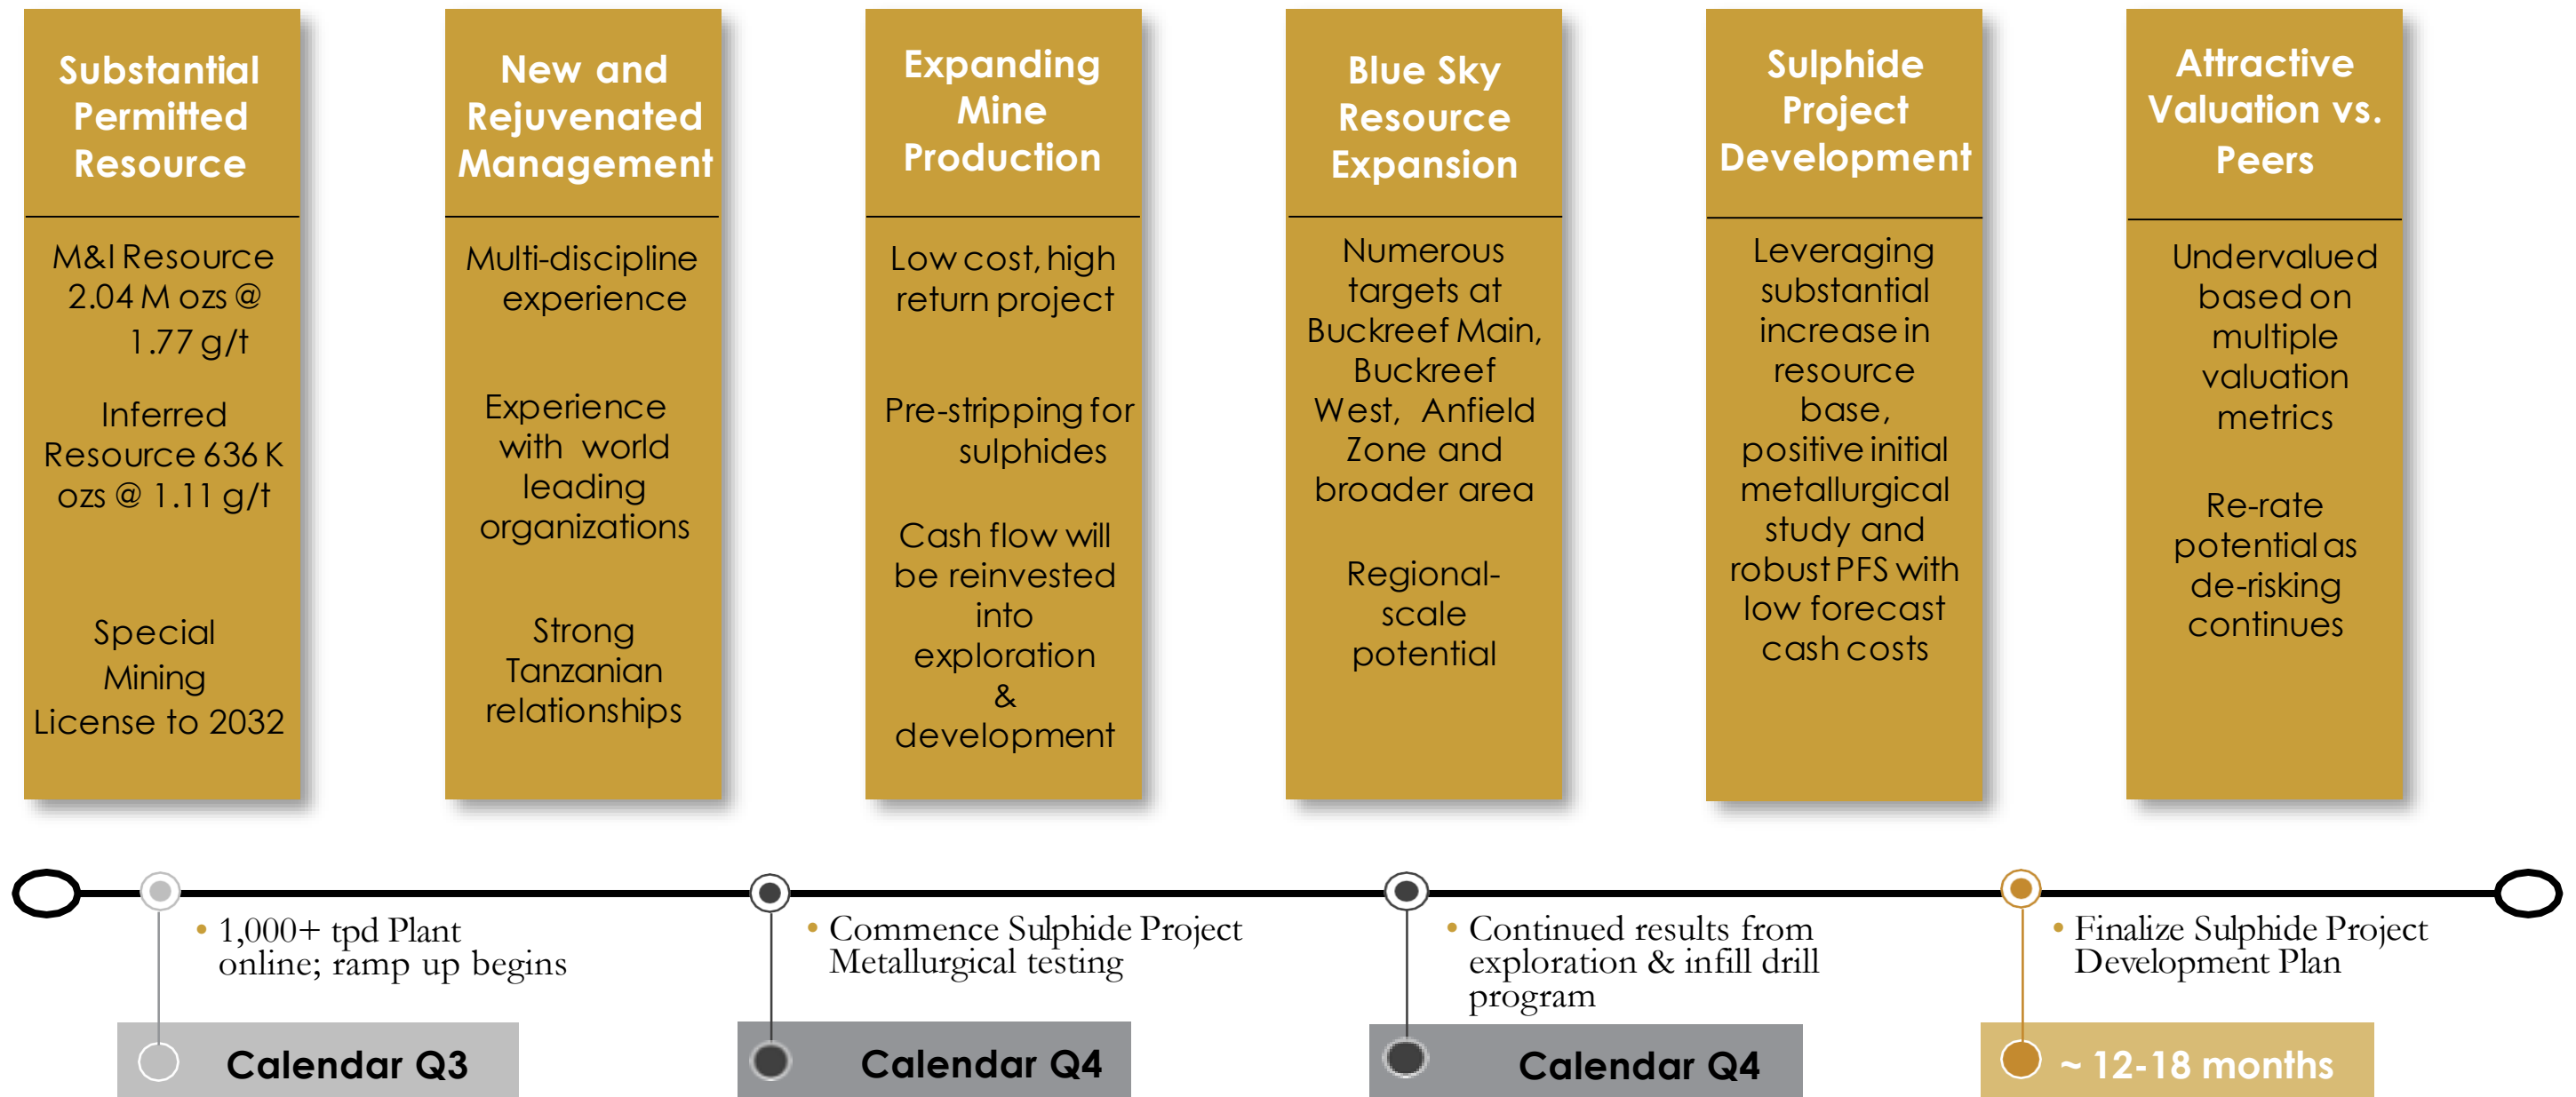 Substantial
Permitted
Resource
M&I Resource
2.04 M ozs @
1.77 g/t
Inferred
Resource 636 K
ozs @ 1.11 g/t
Special
Mining
License to 2032
New and
Rejuvenated
Management
Multi-discipline
experience
Experience
with world
leading
organizations
Strong
Tanzanian
relationships
Expanding
Mine
Production
Low cost, high
return project
Pre-stripping for
sulphides
Cash flow will
be reinvested
into
exploration
&
development
Blue Sky
Resource
Expansion
Numerous
targets at
Buckreef Main,
Buckreef
West, Anfield
Zone and
broader area
Regional-
scale
potential
Sulphide
Project
Development
Leveraging
substantial
increase in
resource
base,
positive initial
metallurgical
study and
robust PFS with
low forecast
cash costs
Attractive
Valuation vs.
Peers
Undervalued
based on
multiple
valuation
metrics
Re-rate
potential as
de-risking
continues
• 1,000+ tpd Plant
online; ramp up begins
Calendar Q3
• Commence Sulphide Project
Metallurgical testing
Calendar Q4
• Continued results from
exploration & infill drill
program
Calendar Q4
• Finalize Sulphide Project
Development Plan
~ 12-18 months